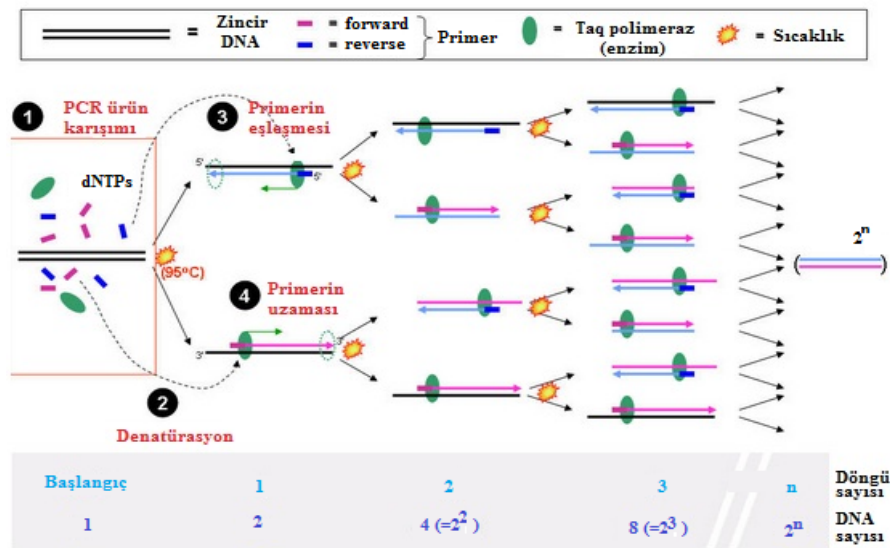 = Zincir DNA
= forward
= reverse
Primer
= Taq polimeraz (enzim)
= Sıcaklık
1 PCR ürün karışımı
dNTPs
(95°C)
3 Primerin eşleşmesi
5'
5'
4 Primerin uzaması
3'
3'
2 Denatürasyon
2ⁿ
( )
Başlangıç 1 2 3 n Döngü sayısı
1 2 4 (=2²) 8 (=2³) 2ⁿ DNA sayısı